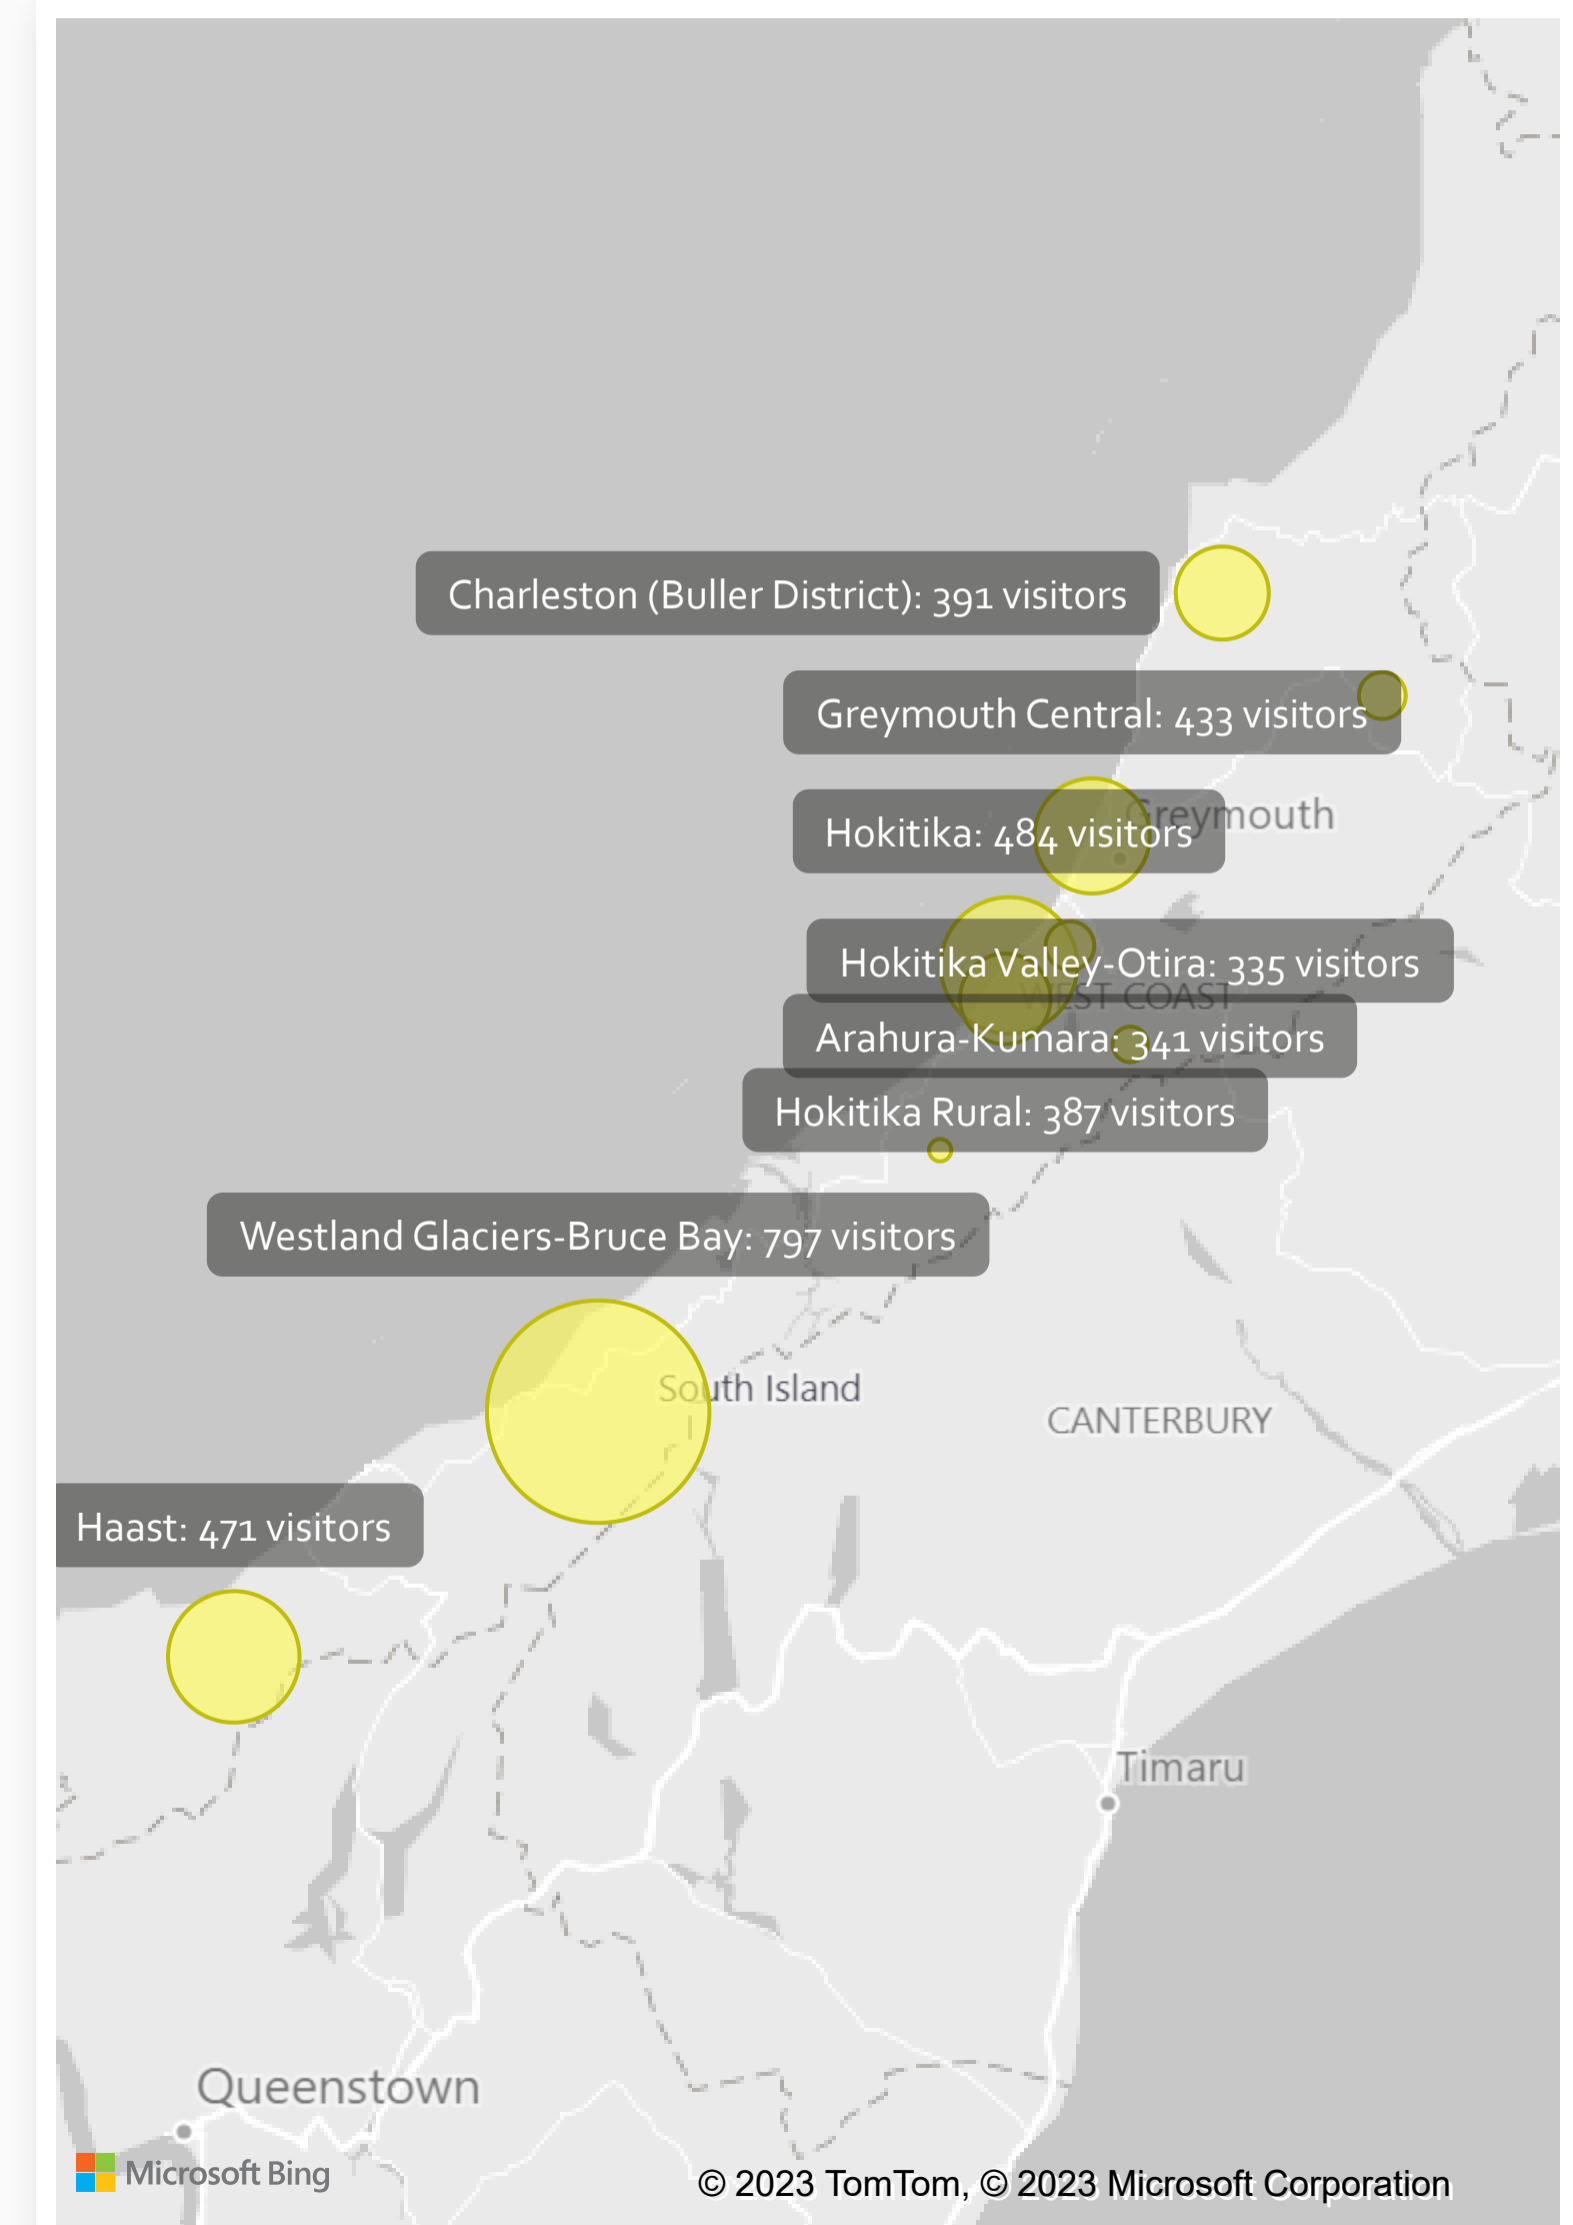 Charleston (Buller District): 391 visitors
Greymouth Central: 433 visitors
Greymouth
Hokitika: 484 visitors
Hokitika Valley-Otira: 335 visitors
WEST COAST
Arahura-Kumara: 341 visitors
Hokitika Rural: 387 visitors
Westland Glaciers-Bruce Bay: 797 visitors
South Island
CANTERBURY
Haast: 471 visitors
Timaru
Queenstown
Microsoft Bing
© 2023 TomTom, © 2023 Microsoft Corporation